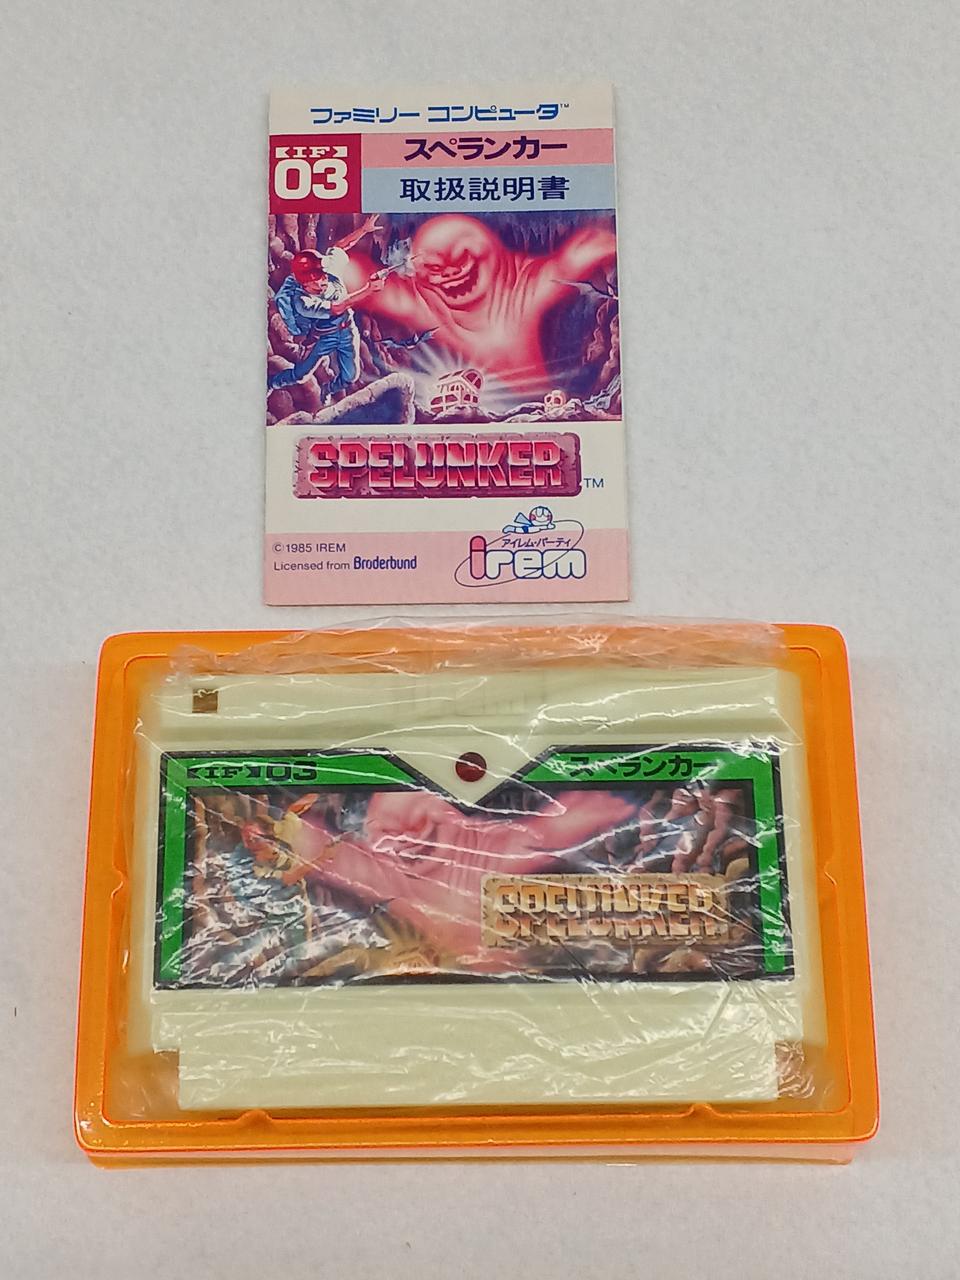 ファミリー コンピュータ™
IF
03
スペランカー
取扱説明書
SPELUNKER TM
©1985 IREM
Licensed from Brøderbund
アイレム・パーティ
irem
IF 03
スペランカー
SPELUNKER